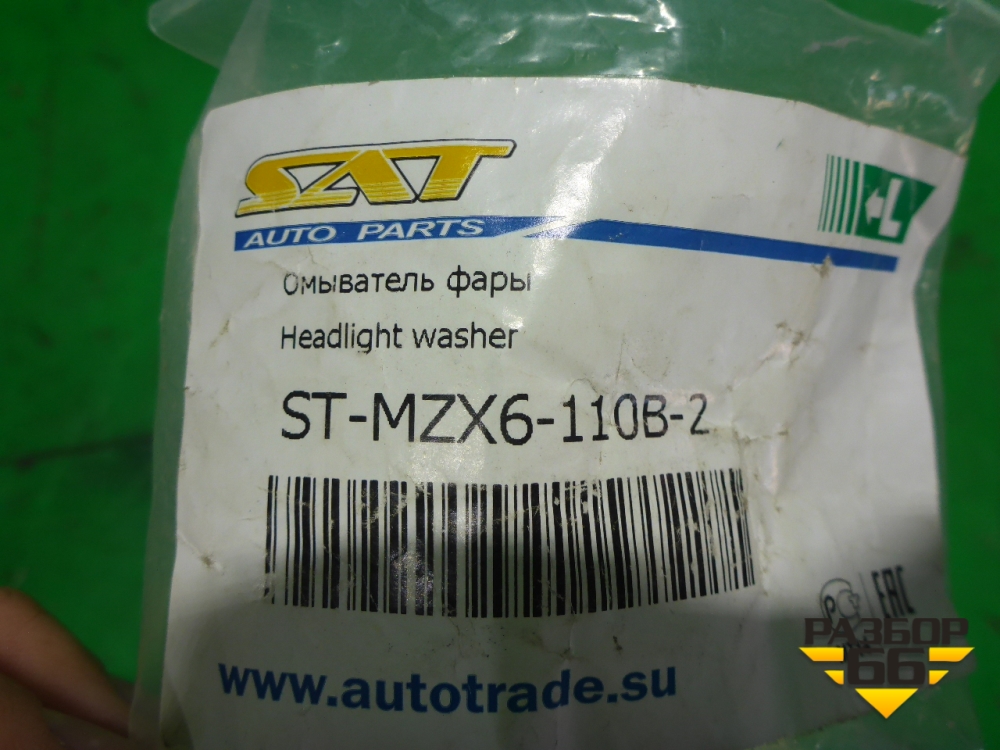 SAT
AUTO PARTS
L
Омыватель фары
Headlight washer
ST-MZX6-110B-2
EAC
www.autotrade.su
РАЗБОР
66